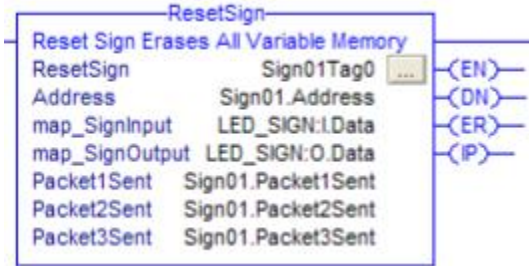 ResetSign
Reset Sign Erases All Variable Memory
ResetSign Sign01Tag0 ... (EN)
Address Sign01.Address (DN)
map_SignInput LED_SIGN:I.Data (ER)
map_SignOutput LED_SIGN:O.Data (IP)
Packet1Sent Sign01.Packet1Sent
Packet2Sent Sign01.Packet2Sent
Packet3Sent Sign01.Packet3Sent